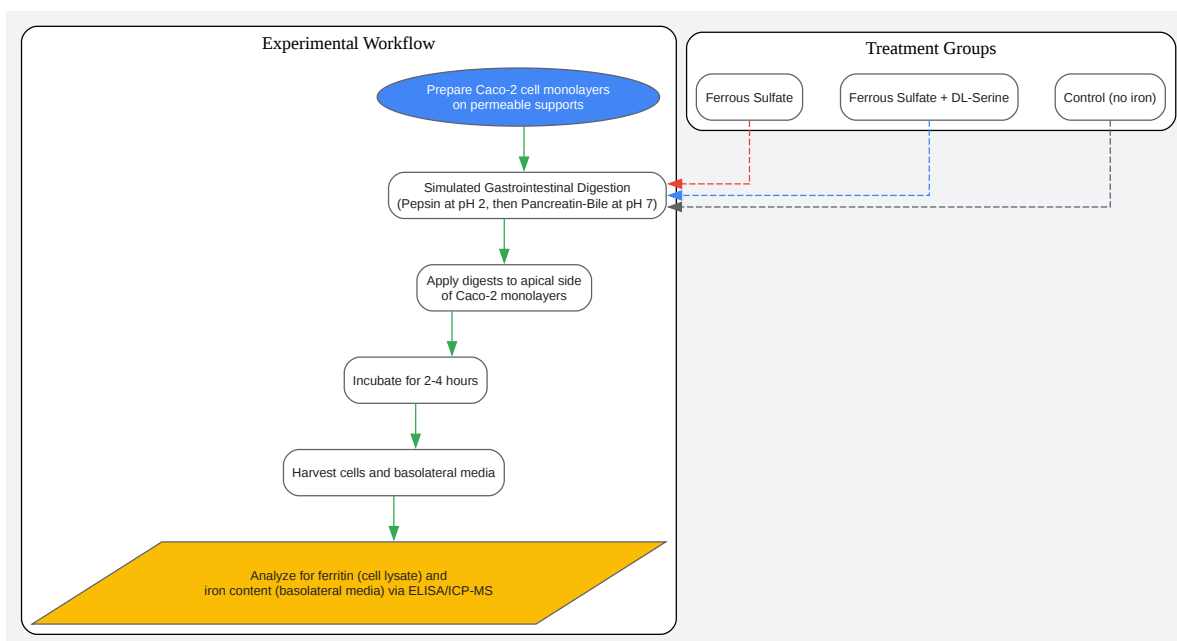 Experimental Workflow
Prepare Caco-2 cell monolayers
on permeable supports
Simulated Gastrointestinal Digestion
(Pepsin at pH 2, then Pancreatin-Bile at pH 7)
Apply digests to apical side
of Caco-2 monolayers
Incubate for 2-4 hours
Harvest cells and basolateral media
Analyze for ferritin (cell lysate) and
iron content (basolateral media) via ELISA/ICP-MS
Treatment Groups
Ferrous Sulfate
Ferrous Sulfate + DL-Serine
Control (no iron)